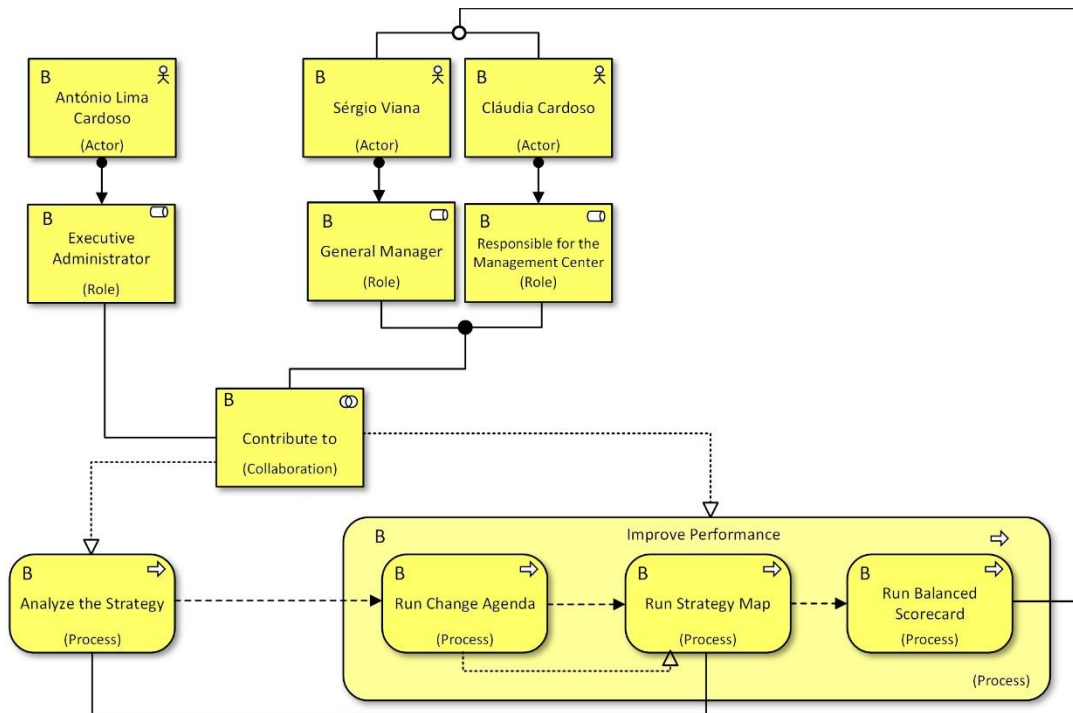 B
António Lima
Cardoso
(Actor)
B
Sérgio Viana
(Actor)
B
Cláudia Cardoso
(Actor)
B
Executive
Administrator
(Role)
B
General Manager
(Role)
B
Responsible for the
Management Center
(Role)
B
Contribute to
(Collaboration)
B
Analyze the Strategy
(Process)
B
Improve Performance
B
Run Change Agenda
(Process)
B
Run Strategy Map
(Process)
B
Run Balanced
Scorecard
(Process)
(Process)